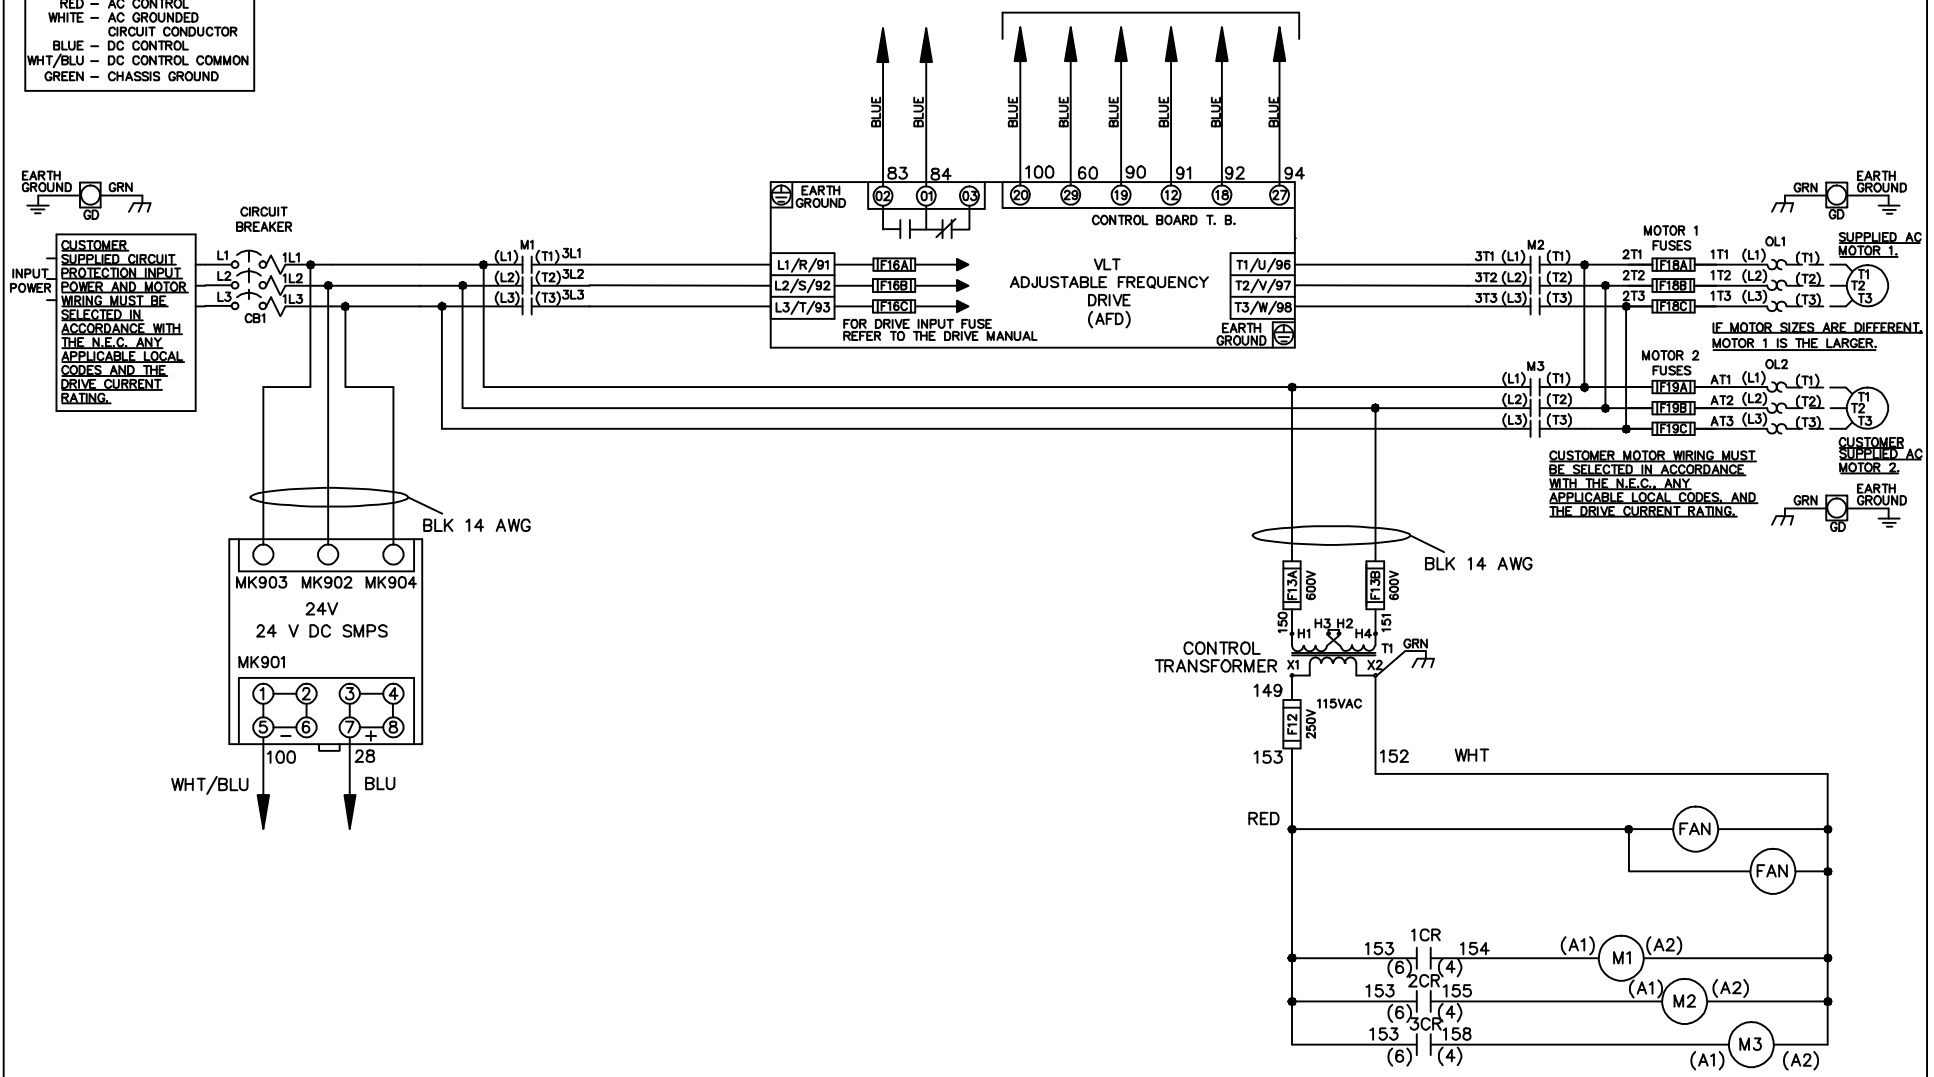 RED – AC CONTROL
WHITE – AC GROUNDED
CIRCUIT CONDUCTOR
BLUE – DC CONTROL
WHT/BLU – DC CONTROL COMMON
GREEN – CHASSIS GROUND
BLUE
BLUE
BLUE
BLUE
BLUE
BLUE
BLUE
BLUE
83
84
100
60
90
91
92
94
EARTH
GROUND
GRN
GD
CIRCUIT
BREAKER
INPUT
POWER
CUSTOMER
SUPPLIED CIRCUIT
PROTECTION INPUT
POWER AND MOTOR
WIRING MUST BE
SELECTED IN
ACCORDANCE WITH
THE N.E.C. ANY
APPLICABLE LOCAL
CODES AND THE
DRIVE CURRENT
RATING.
L1
1L1
L2
1L2
L3
1L3
CB1
M1
(L1) (T1) 3L1
(L2) (T2) 3L2
(L3) (T3) 3L3
EARTH
GROUND
02
01
03
20
29
19
12
18
27
CONTROL BOARD T. B.
L1/R/91
L2/S/92
L3/T/93
F16A
F16B
F16C
FOR DRIVE INPUT FUSE
REFER TO THE DRIVE MANUAL
VLT
ADJUSTABLE FREQUENCY
DRIVE
(AFD)
T1/U/96
T2/V/97
T3/W/98
EARTH
GROUND
M2
3T1 (L1) (T1)
3T2 (L2) (T2)
3T3 (L3) (T3)
MOTOR 1
FUSES
2T1 F18A 1T1 (L1) (T1)
2T2 F18B 1T2 (L2) (T2)
2T3 F18C 1T3 (L3) (T3)
OL1
GRN
GD
EARTH
GROUND
SUPPLIED AC
MOTOR 1.
T1
T2
T3
IF MOTOR SIZES ARE DIFFERENT,
MOTOR 1 IS THE LARGER.
M3
(L1) (T1)
(L2) (T2)
(L3) (T3)
MOTOR 2
FUSES
F19A AT1 (L1) (T1)
F19B AT2 (L2) (T2)
F19C AT3 (L3) (T3)
OL2
T1
T2
T3
CUSTOMER
SUPPLIED AC
MOTOR 2.
CUSTOMER MOTOR WIRING MUST
BE SELECTED IN ACCORDANCE
WITH THE N.E.C., ANY
APPLICABLE LOCAL CODES, AND
THE DRIVE CURRENT RATING.
GRN
GD
EARTH
GROUND
BLK 14 AWG
MK903 MK902 MK904
24V
24 V DC SMPS
MK901
1 2 3 4
5 6 7 8
– +
100
28
WHT/BLU
BLU
BLK 14 AWG
F13A
600V
F13B
600V
150
151
H1
H3 H2
H4
T1
GRN
CONTROL
TRANSFORMER
X1
X2
149
115VAC
F12
250V
153
152
WHT
RED
FAN
FAN
1CR
153 154
(6) (4)
(A1) M1 (A2)
2CR
153 155
(6) (4)
(A1) M2 (A2)
3CR
153 158
(6) (4)
(A1) M3 (A2)